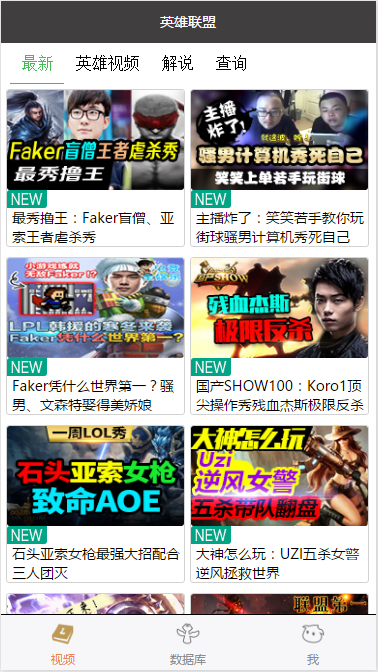 英雄联盟
最新 英雄视频 解说 查询
Faker盲僧王者虐杀秀
最秀撸王
NEW
最秀撸王：Faker盲僧、亚
索王者虐杀秀
主播
炸了!
骚男计算机秀死自己
笑笑上单若手玩街球
NEW
主播炸了：笑笑若手教你玩
街球骚男计算机秀死自己
小游戏练就
无敌Faker!?
LPL韩援的寒冬来袭
Faker凭什么世界第一?
NEW
Faker凭什么世界第一？骚
男、文森特娶得美娇娘
SHOW
残血杰斯
极限反杀
NEW
国产SHOW100：Koro1顶
尖操作秀残血杰斯极限反杀
一周LOL秀
石头亚索女枪
致命AOE
NEW
石头亚索女枪最强大招配合
三人团灭
大神怎么玩
Uzi
逆风女警
五杀带队翻盘
NEW
大神怎么玩：UZI五杀女警
逆风拯救世界
联盟第一
视频 数据库 我